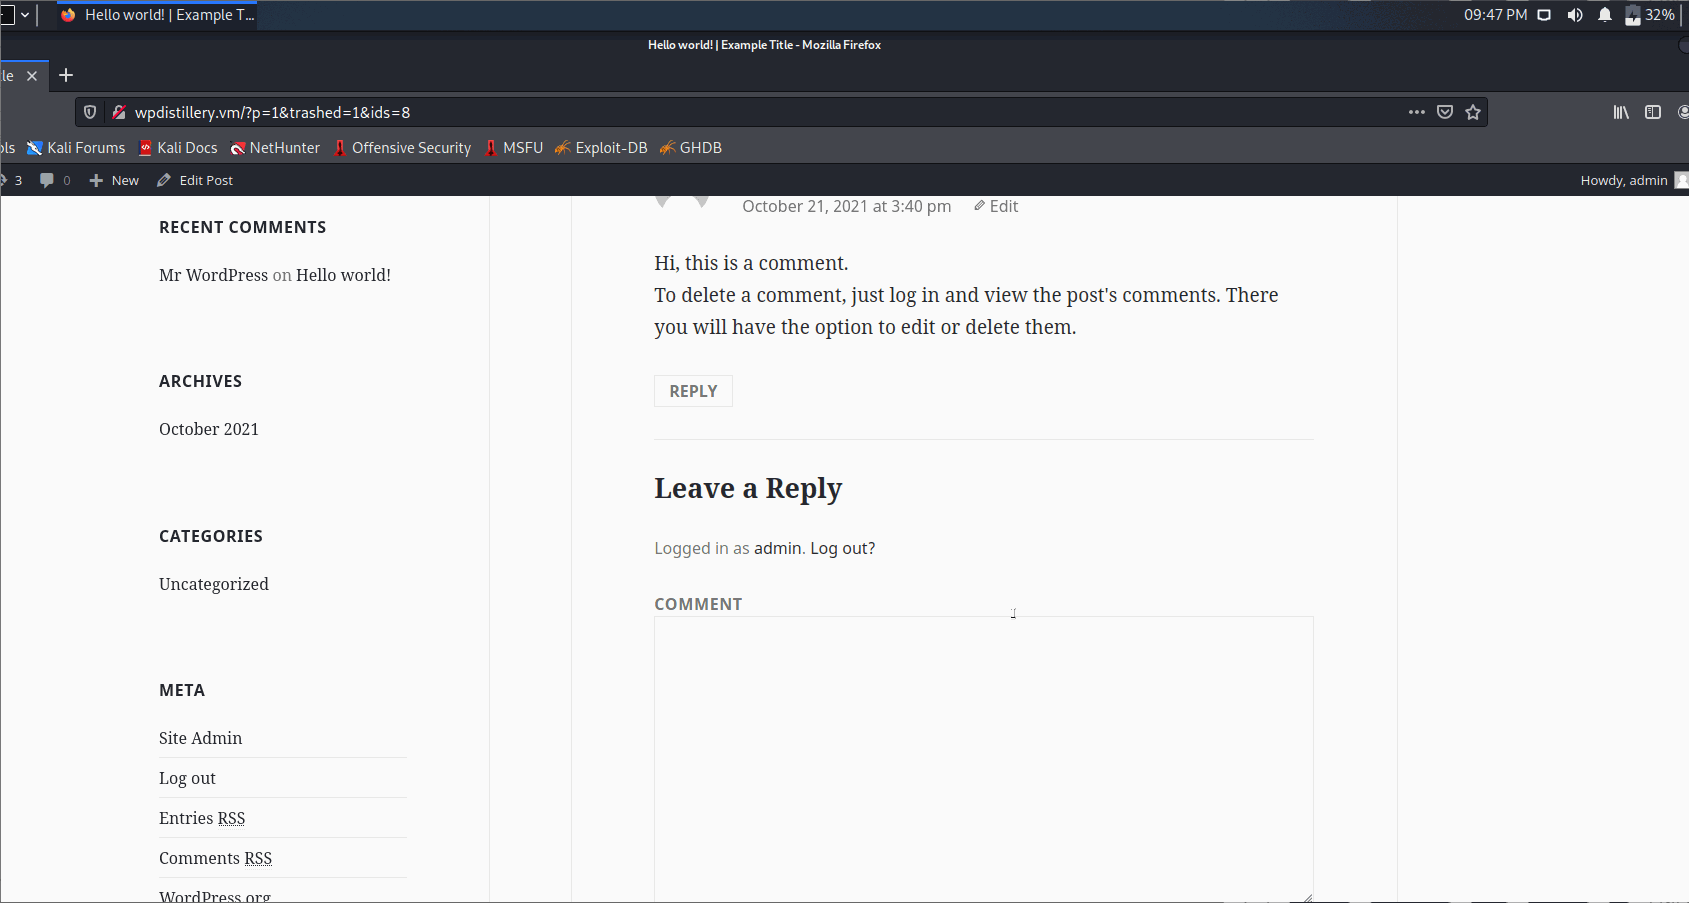 Hello world! | Example T...
09:47 PM
32%
Hello world! | Example Title - Mozilla Firefox
le
wpdistillery.vm/?p=1&trashed=1&ids=8
ols Kali Forums Kali Docs NetHunter Offensive Security MSFU Exploit-DB GHDB
3 0 New Edit Post Howdy, admin
RECENT COMMENTS
Mr WordPress on Hello world!
ARCHIVES
October 2021
CATEGORIES
Uncategorized
META
Site Admin
Log out
Entries RSS
Comments RSS
WordPress.org
October 21, 2021 at 3:40 pm Edit
Hi, this is a comment.
To delete a comment, just log in and view the post's comments. There
you will have the option to edit or delete them.
REPLY
Leave a Reply
Logged in as admin. Log out?
COMMENT